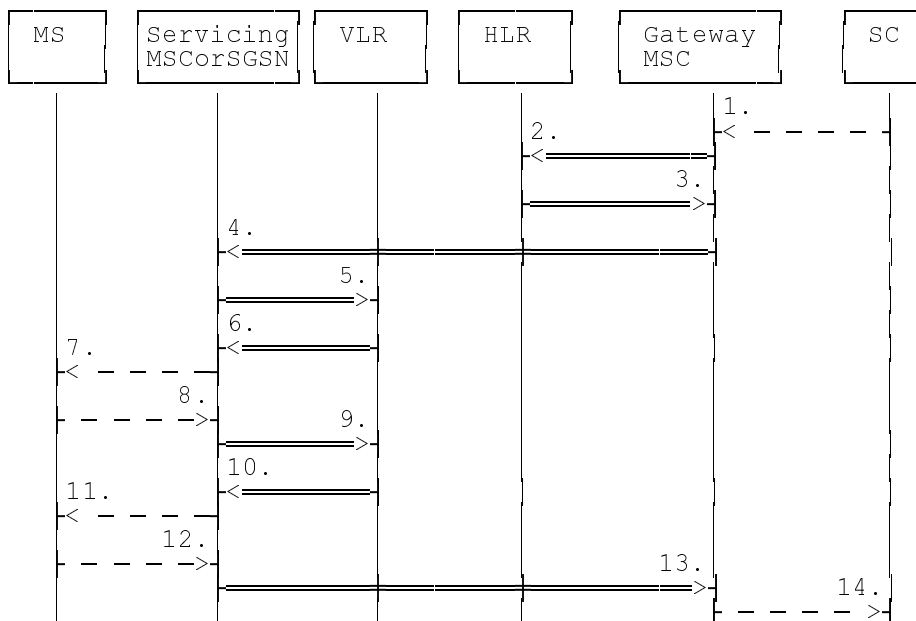 MS
Servicing
MSCorSGSN
VLR
HLR
Gateway
MSC
SC
1.
2.
3.
4.
5.
6.
7.
8.
9.
10.
11.
12.
13.
14.